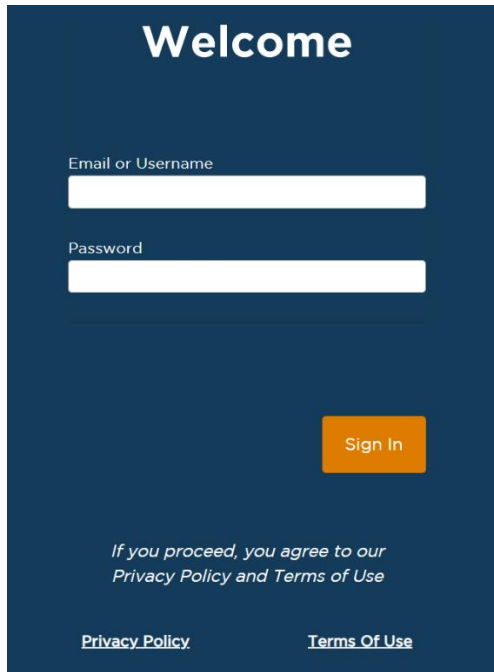 Welcome
Email or Username
Password
Sign In
If you proceed, you agree to our
Privacy Policy and Terms of Use
Privacy Policy
Terms Of Use